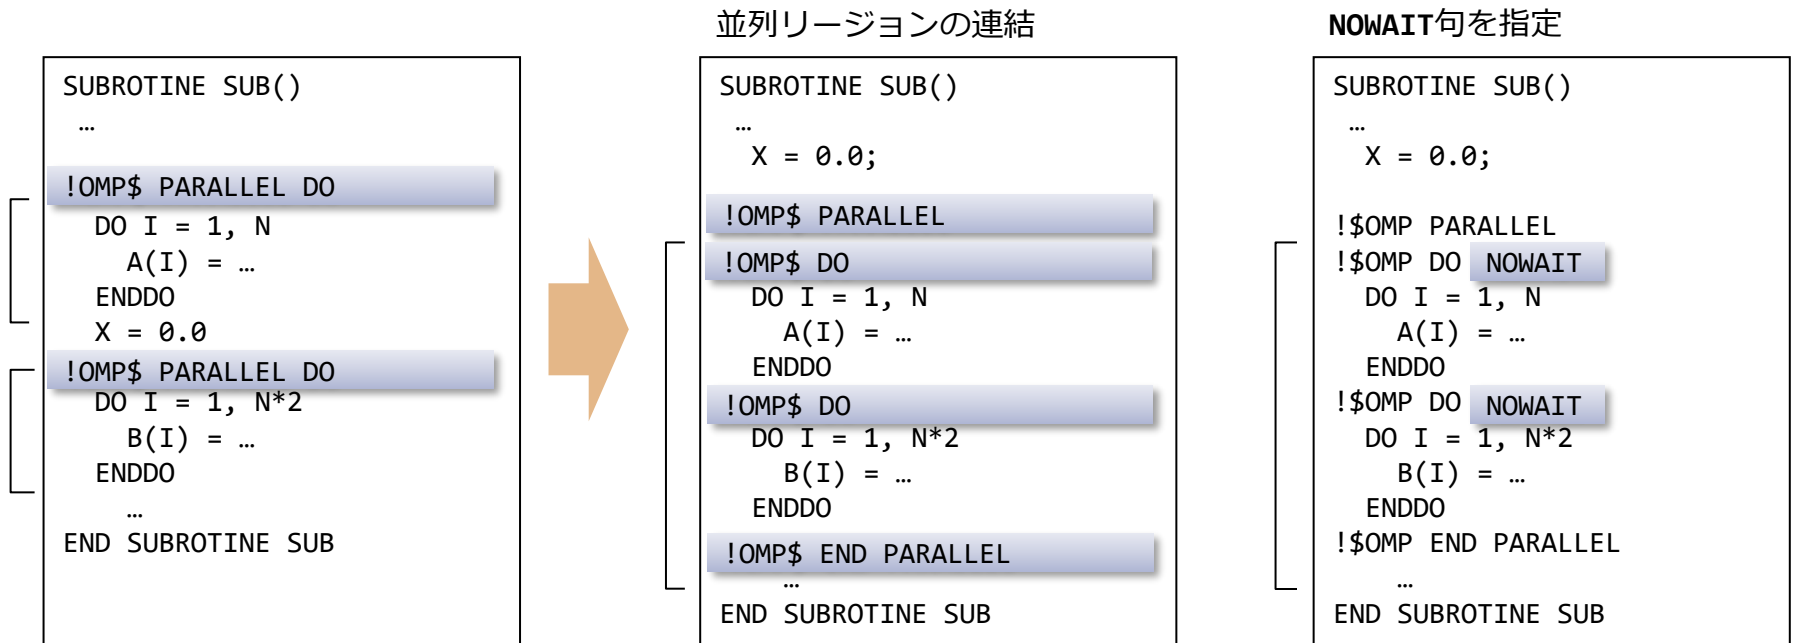 並列リージョンの連結
NOWAIT句を指定
SUBROTINE SUB()
…
!OMP$ PARALLEL DO
DO I = 1, N
A(I) = …
ENDDO
X = 0.0
!OMP$ PARALLEL DO
DO I = 1, N*2
B(I) = …
ENDDO
…
END SUBROTINE SUB
SUBROTINE SUB()
…
X = 0.0;
!OMP$ PARALLEL
!OMP$ DO
DO I = 1, N
A(I) = …
ENDDO
!OMP$ DO
DO I = 1, N*2
B(I) = …
ENDDO
!OMP$ END PARALLEL
…
END SUBROTINE SUB
SUBROTINE SUB()
…
X = 0.0;
!$OMP PARALLEL
!$OMP DO NOWAIT
DO I = 1, N
A(I) = …
ENDDO
!$OMP DO NOWAIT
DO I = 1, N*2
B(I) = …
ENDDO
!$OMP END PARALLEL
…
END SUBROTINE SUB